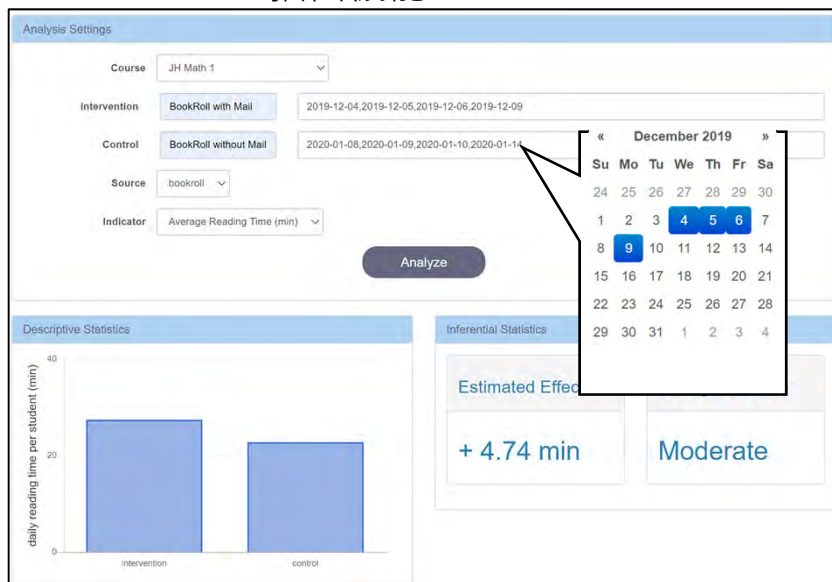 Analysis Settings
Course JH Math 1
Intervention BookRoll with Mail 2019-12-04,2019-12-05,2019-12-06,2019-12-09
Control BookRoll without Mail 2020-01-08,2020-01-09,2020-01-10,2020-01-14
Source bookroll
Indicator Average Reading Time (min)
Analyze
« December 2019 »
Su Mo Tu We Th Fr Sa
24 25 26 27 28 29 30
1 2 3 4 5 6 7
8 9 10 11 12 13 14
15 16 17 18 19 20 21
22 23 24 25 26 27 28
29 30 31 1 2 3 4
Descriptive Statistics
daily reading time per student (min)
40
20
0
intervention control
Inferential Statistics
Estimated
+ 4.74 min
Moderate